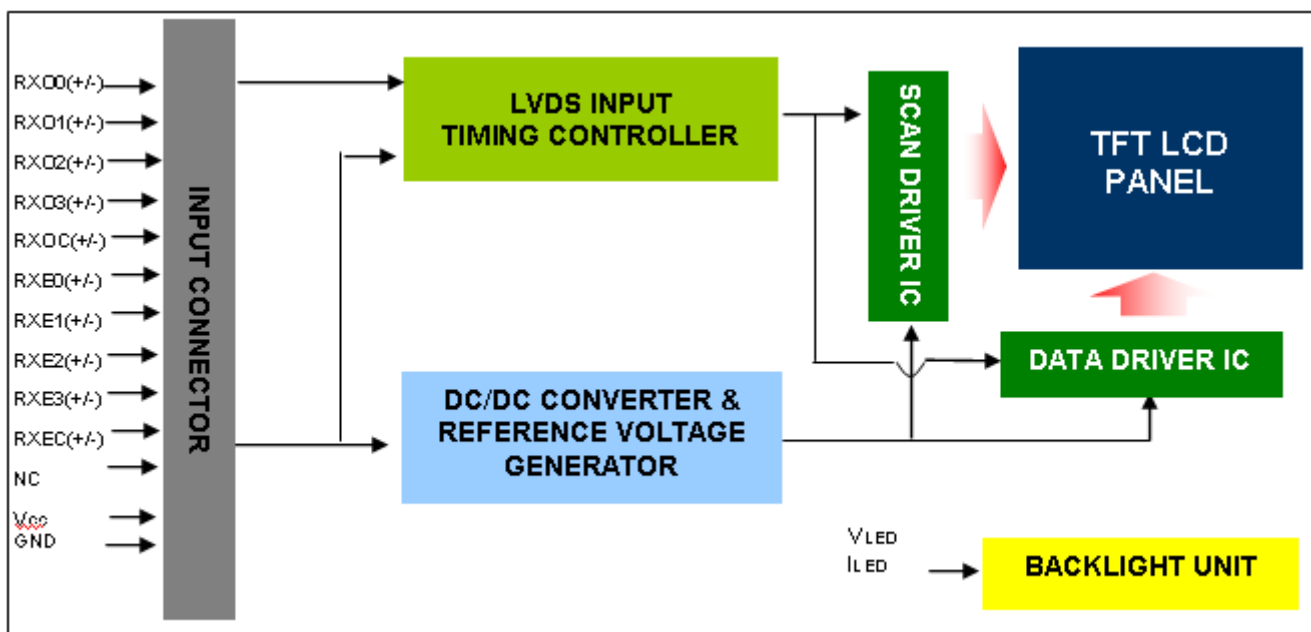 RXO0(+/-)
RXO1(+/-)
RXO2(+/-)
RXO3(+/-)
RXOC(+/-)
RXE0(+/-)
RXE1(+/-)
RXE2(+/-)
RXE3(+/-)
RXEC(+/-)
NC
Vcc
GND
INPUT CONNECTOR
LVDS INPUT
TIMING CONTROLLER
DC/DC CONVERTER &
REFERENCE VOLTAGE
GENERATOR
SCAN DRIVER IC
TFT LCD
PANEL
DATA DRIVER IC
VLED
ILED
BACKLIGHT UNIT